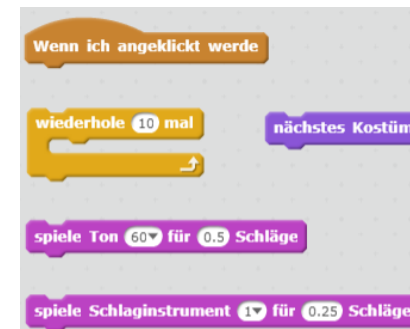 Wenn ich angeklickt werde
wiederhole 10 mal
nächstes Kostüm
spiele Ton 60 für 0.5 Schläge
spiele Schlaginstrument 1 für 0.25 Schläge